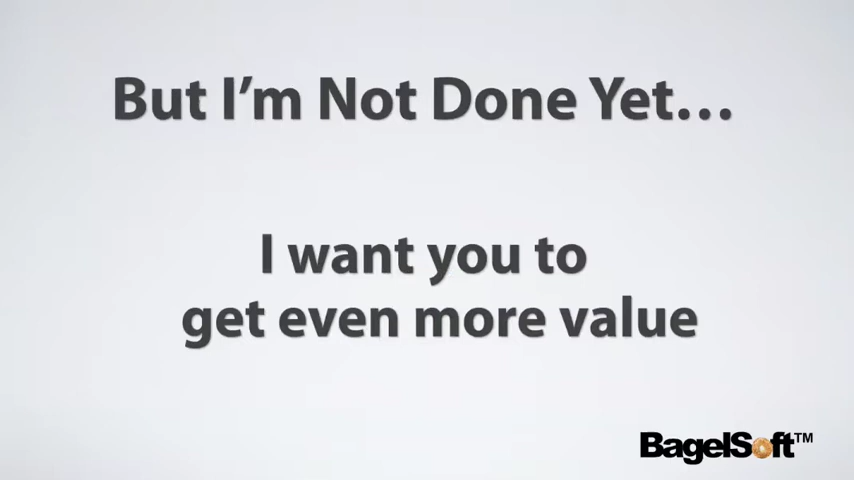 But I'm Not Done Yet...
I want you to
get even more value
BagelSoft™